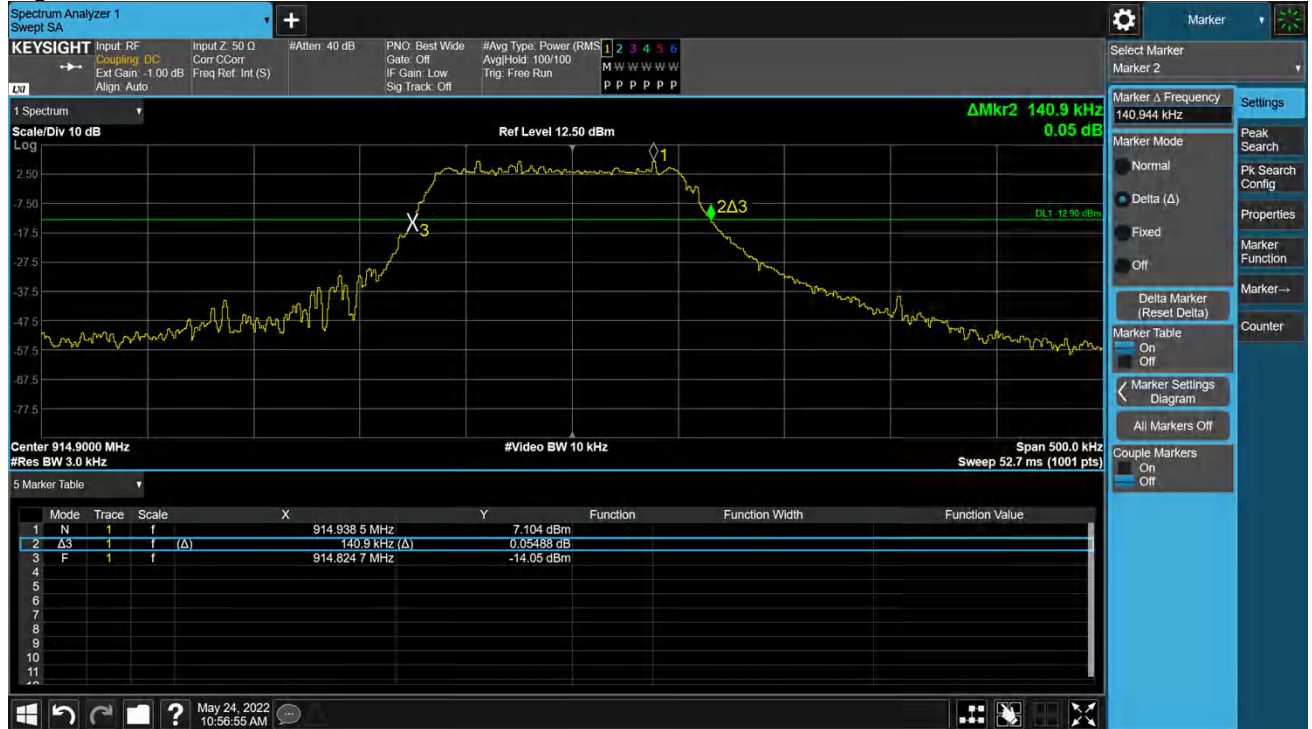 Spectrum Analyzer 1
Swept SA
+
Marker
KEYSIGHT
Input: RF
Coupling: DC
Ext Gain: -1.00 dB
Align: Auto
Input Z: 50 Ω
Corr CCorr
Freq Ref: Int (S)
#Atten: 40 dB
PNO: Best Wide
Gate: Off
IF Gain: Low
Sig Track: Off
#Avg Type: Power (RMS
Avg|Hold: 100/100
Trig: Free Run
1 2 3 4 5 6
M W W W W W
P P P P P P
LXI
Select Marker
Marker 2
1 Spectrum
ΔMkr2 140.9 kHz
0.05 dB
Scale/Div 10 dB
Ref Level 12.50 dBm
Log
2.50
-7.50
-17.5
-27.5
-37.5
-47.5
-57.5
-67.5
-77.5
1
2Δ3
X3
DL1 -12.90 dBm
Center 914.9000 MHz
#Video BW 10 kHz
Span 500.0 kHz
#Res BW 3.0 kHz
Sweep 52.7 ms (1001 pts)
5 Marker Table
Mode Trace Scale X Y Function Function Width Function Value
1 N 1 f 914.938 5 MHz 7.104 dBm
2 Δ3 1 f (Δ) 140.9 kHz (Δ) 0.05488 dB
3 F 1 f 914.824 7 MHz -14.05 dBm
4
5
6
7
8
9
10
11
Marker Δ Frequency
140.944 kHz
Marker Mode
Normal
Delta (Δ)
Fixed
Off
Delta Marker
(Reset Delta)
Marker Table
On
Off
Marker Settings
Diagram
All Markers Off
Couple Markers
On
Off
Settings
Peak
Search
Pk Search
Config
Properties
Marker
Function
Marker→
Counter
?
May 24, 2022
10:56:55 AM